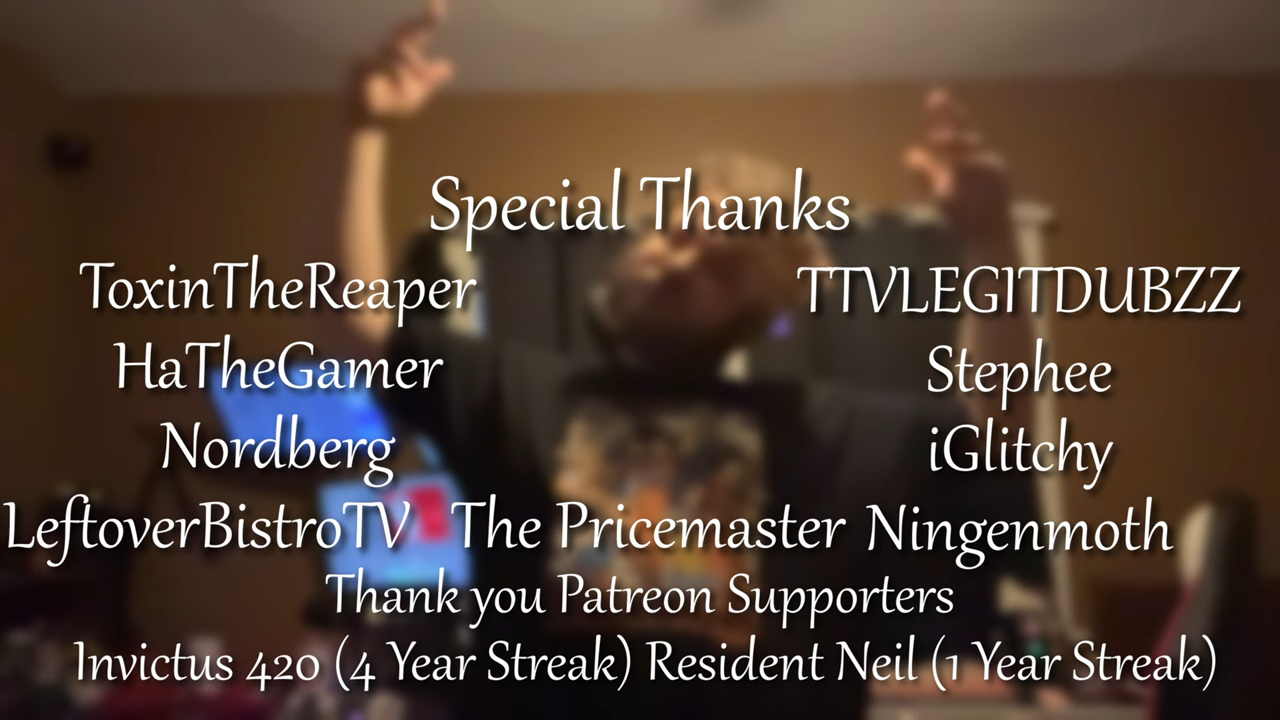 Special Thanks
ToxinTheReaper TTVLEGITDUBZZ
HaTheGamer Stephee
Nordberg iGlitchy
LeftoverBistroTV The Pricemaster Ningenmoth
Thank you Patreon Supporters
Invictus 420 (4 Year Streak) Resident Neil (1 Year Streak)